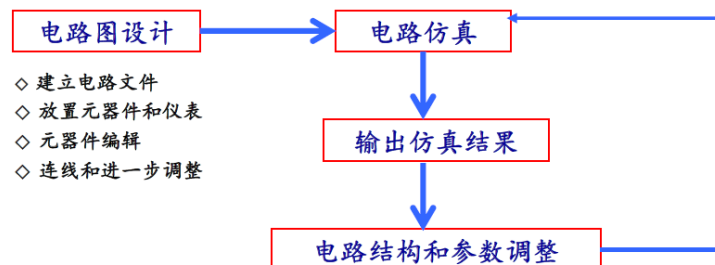 电路图设计
电路仿真
◇ 建立电路文件
◇ 放置元器件和仪表
◇ 元器件编辑
◇ 连线和进一步调整
输出仿真结果
电路结构和参数调整